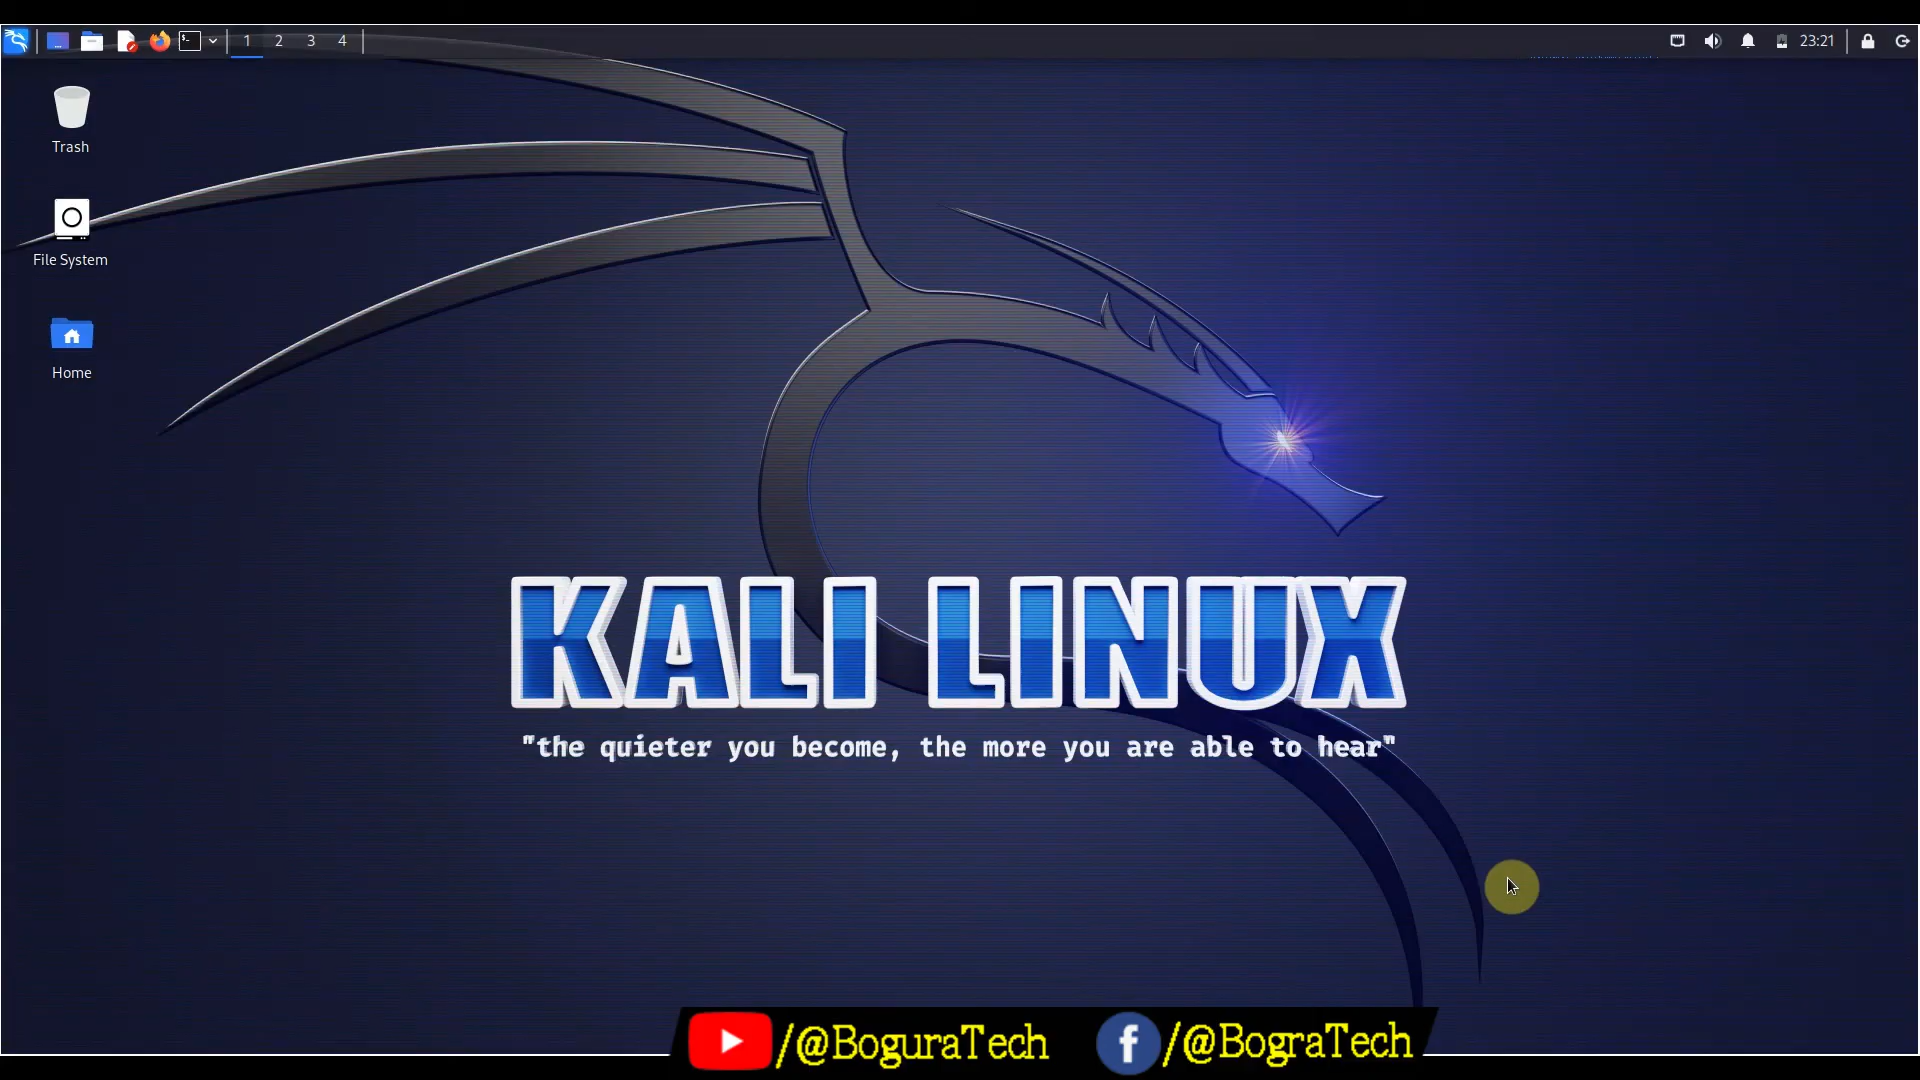 1 2 3 4
23:21
Trash
File System
Home
KALI LINUX
"the quieter you become, the more you are able to hear"
/@BoguraTech /@BograTech